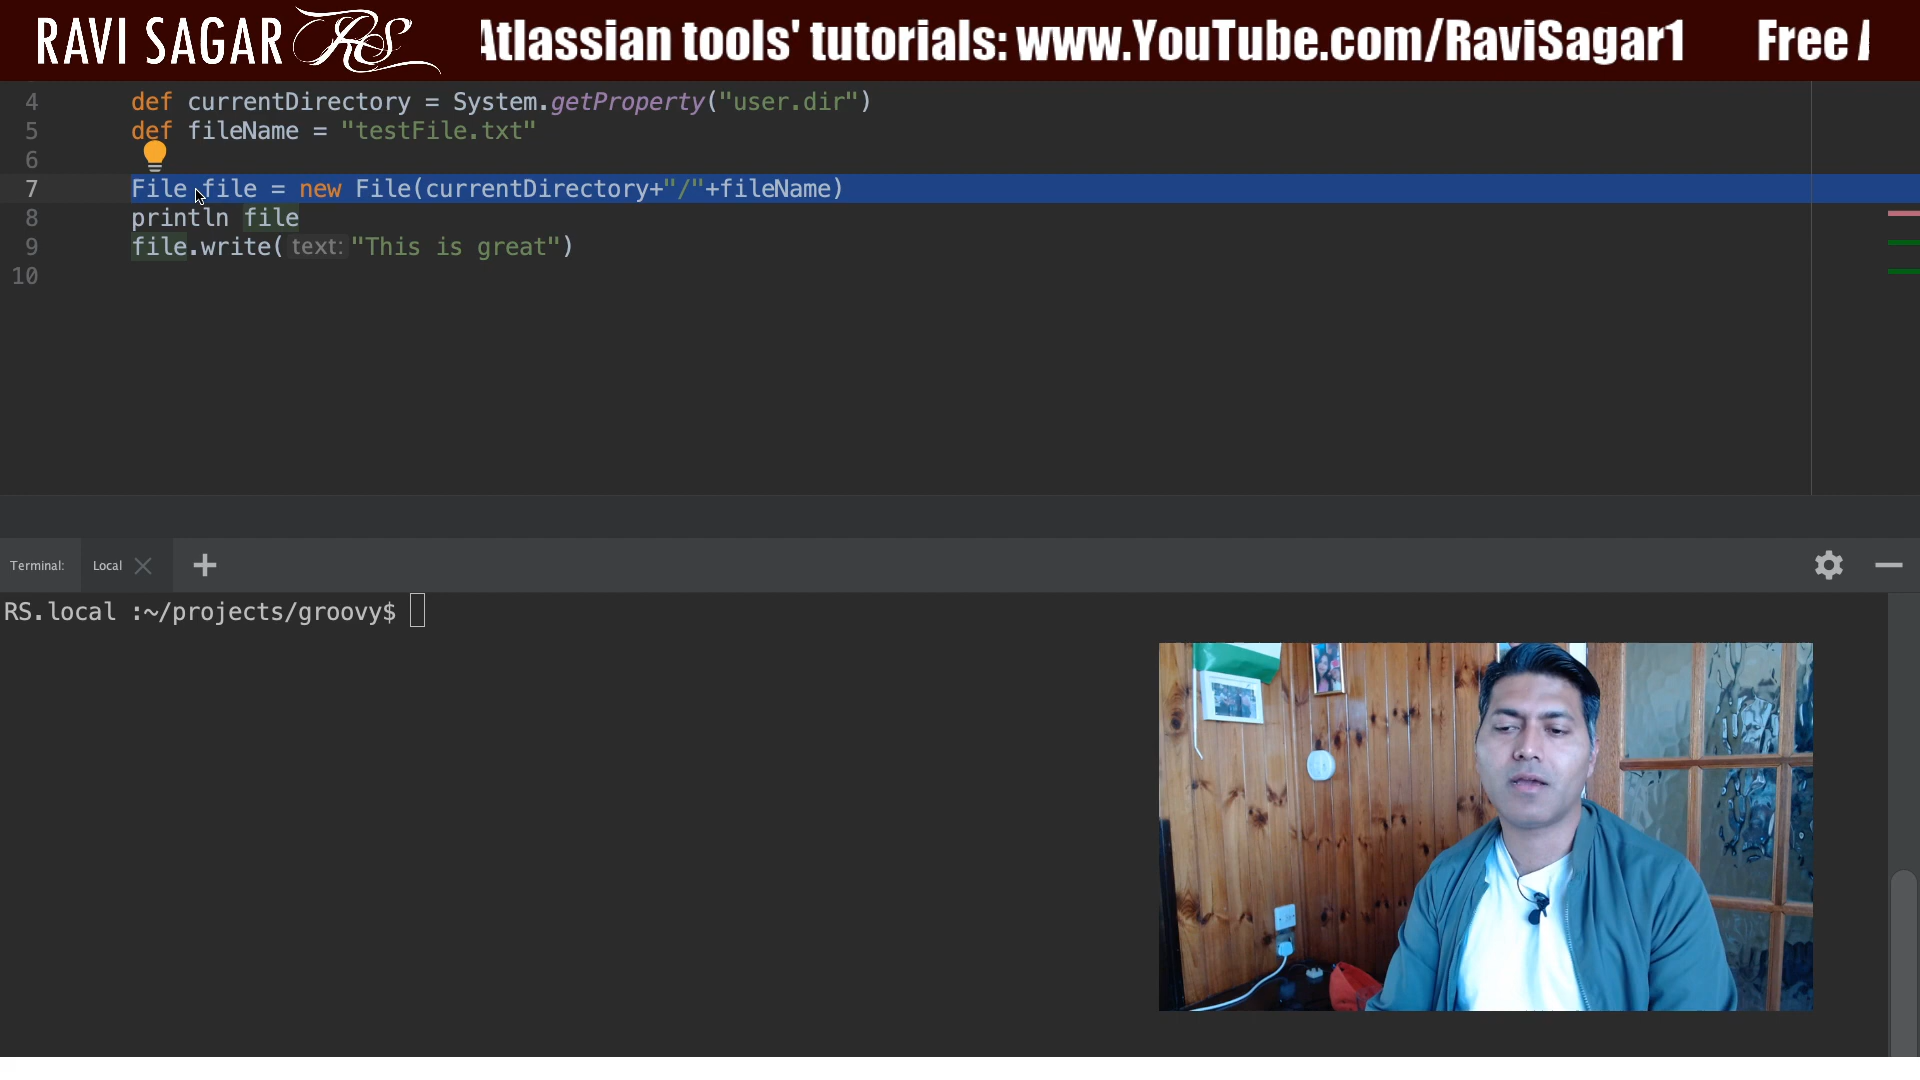 RAVI SAGAR RS
Atlassian tools' tutorials: www.YouTube.com/RaviSagar1 Free
4 def currentDirectory = System.getProperty("user.dir")
5 def fileName = "testFile.txt"
6
7 File file = new File(currentDirectory+"/"+fileName)
8 println file
9 file.write( text: "This is great")
10
Terminal: Local
RS.local :~/projects/groovy$